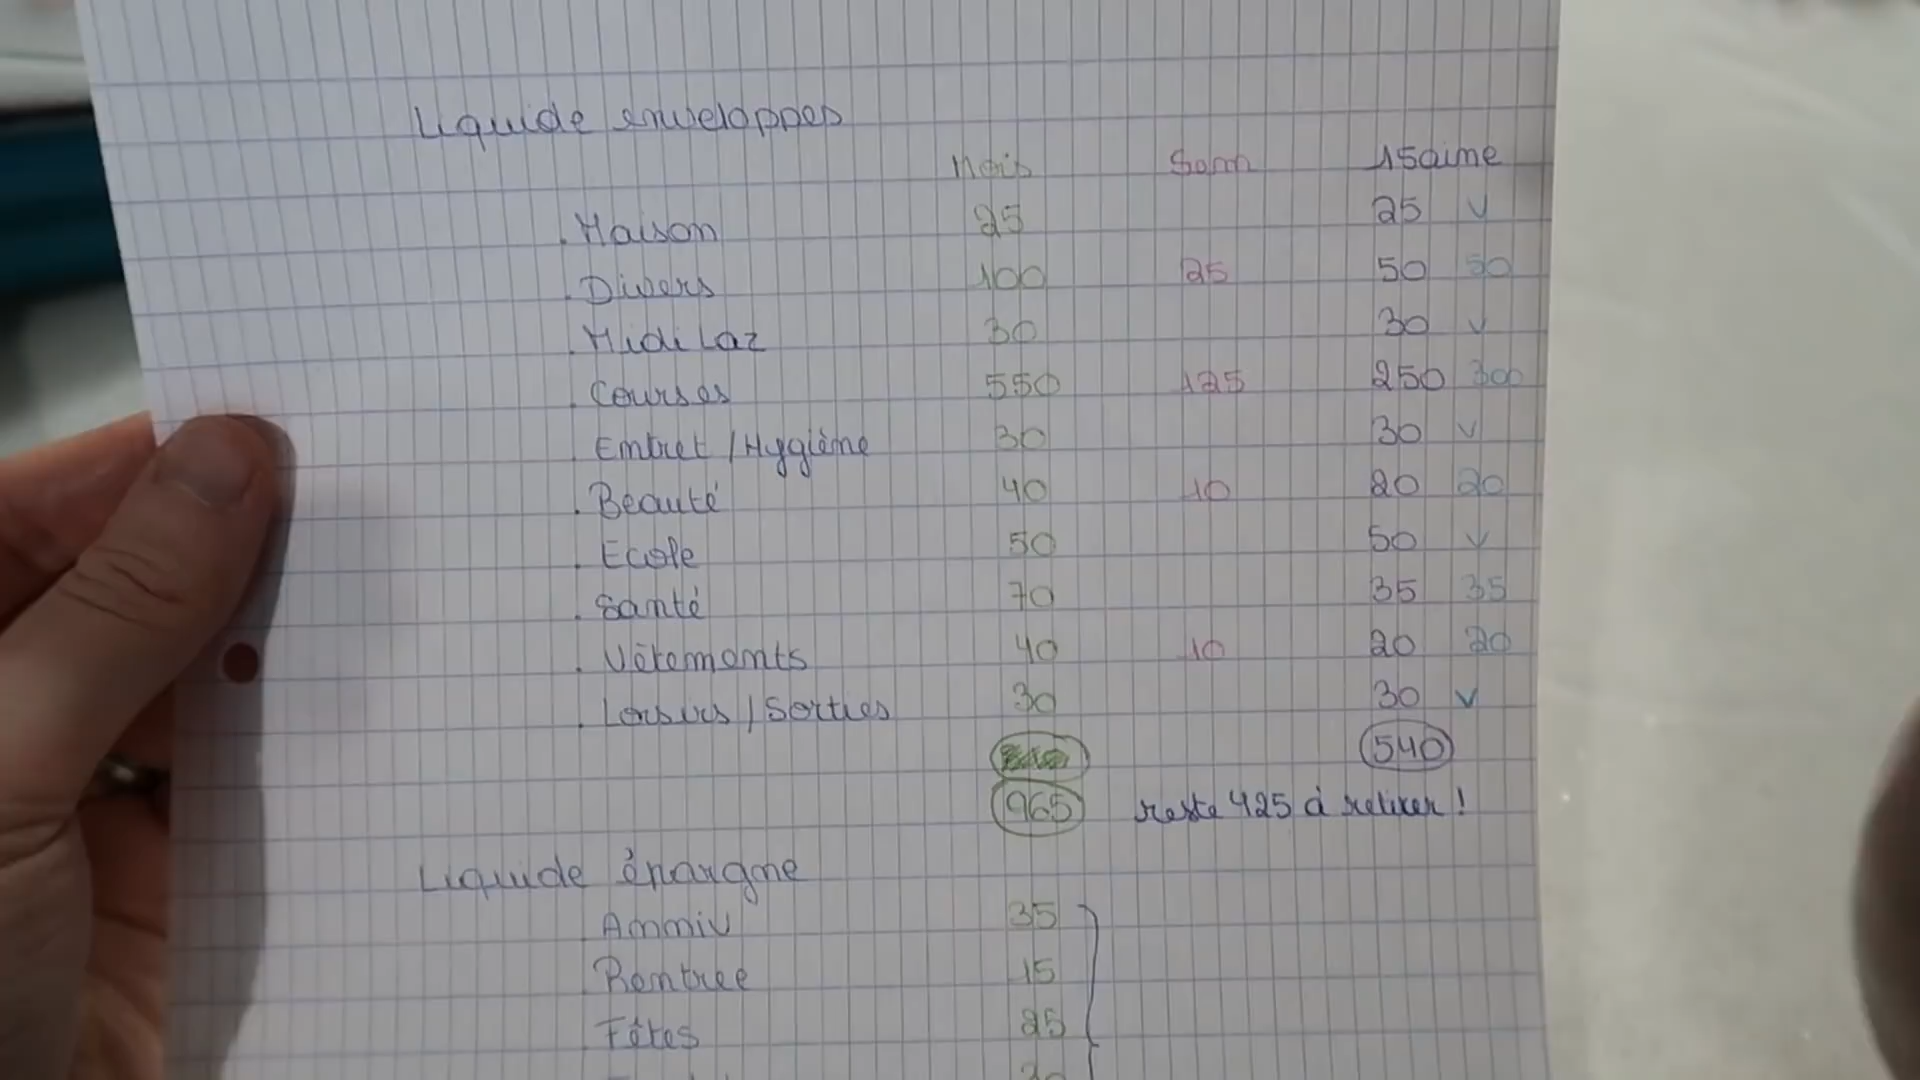 Liquide enveloppes
Mois Sem 15aine
. Maison 25 25 v
. Divers 100 25 50 50
. Midi Laz 30 30 v
. Courses 550 125 250 300
. Entret / Hygiène 30 30 v
. Beauté 40 10 20 20
. Ecole 50 50 v
. Santé 70 35 35
. Vêtements 40 10 20 20
. Loisirs / Sorties 30 30 v
540
965 reste 425 à retirer !
Liquide épargne
Anniv 35
Rentree 15
Fêtes 25